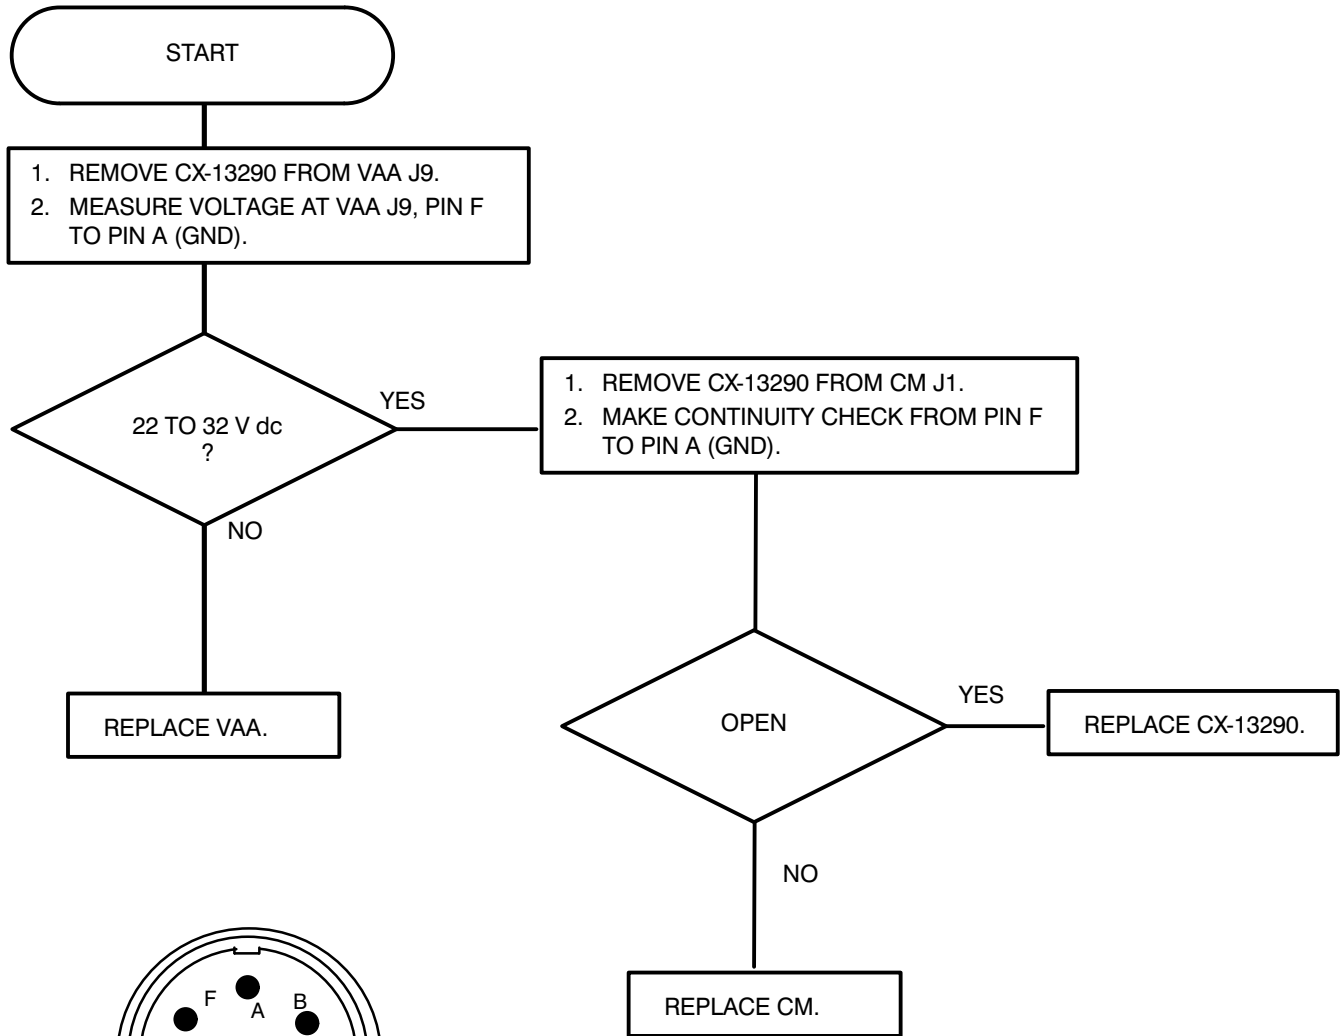 START
1. REMOVE CX-13290 FROM VAA J9.
2. MEASURE VOLTAGE AT VAA J9, PIN F
TO PIN A (GND).
22 TO 32 V dc
?
YES
NO
1. REMOVE CX-13290 FROM CM J1.
2. MAKE CONTINUITY CHECK FROM PIN F
TO PIN A (GND).
REPLACE VAA.
OPEN
YES
REPLACE CX-13290.
NO
REPLACE CM.
F
A
B